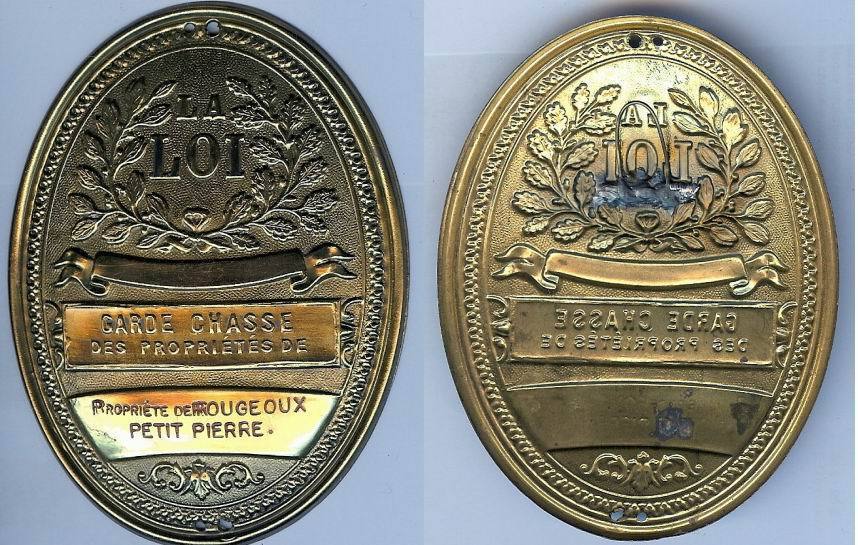 LA
LOI
GARDE CHASSE
DES PROPRIÉTÉS DE
PROPRIÉTE DE ROUGEOUX
PETIT PIERRE.
LA
LOI
GARDE CHASSE
DES PROPRIÉTÉS DE